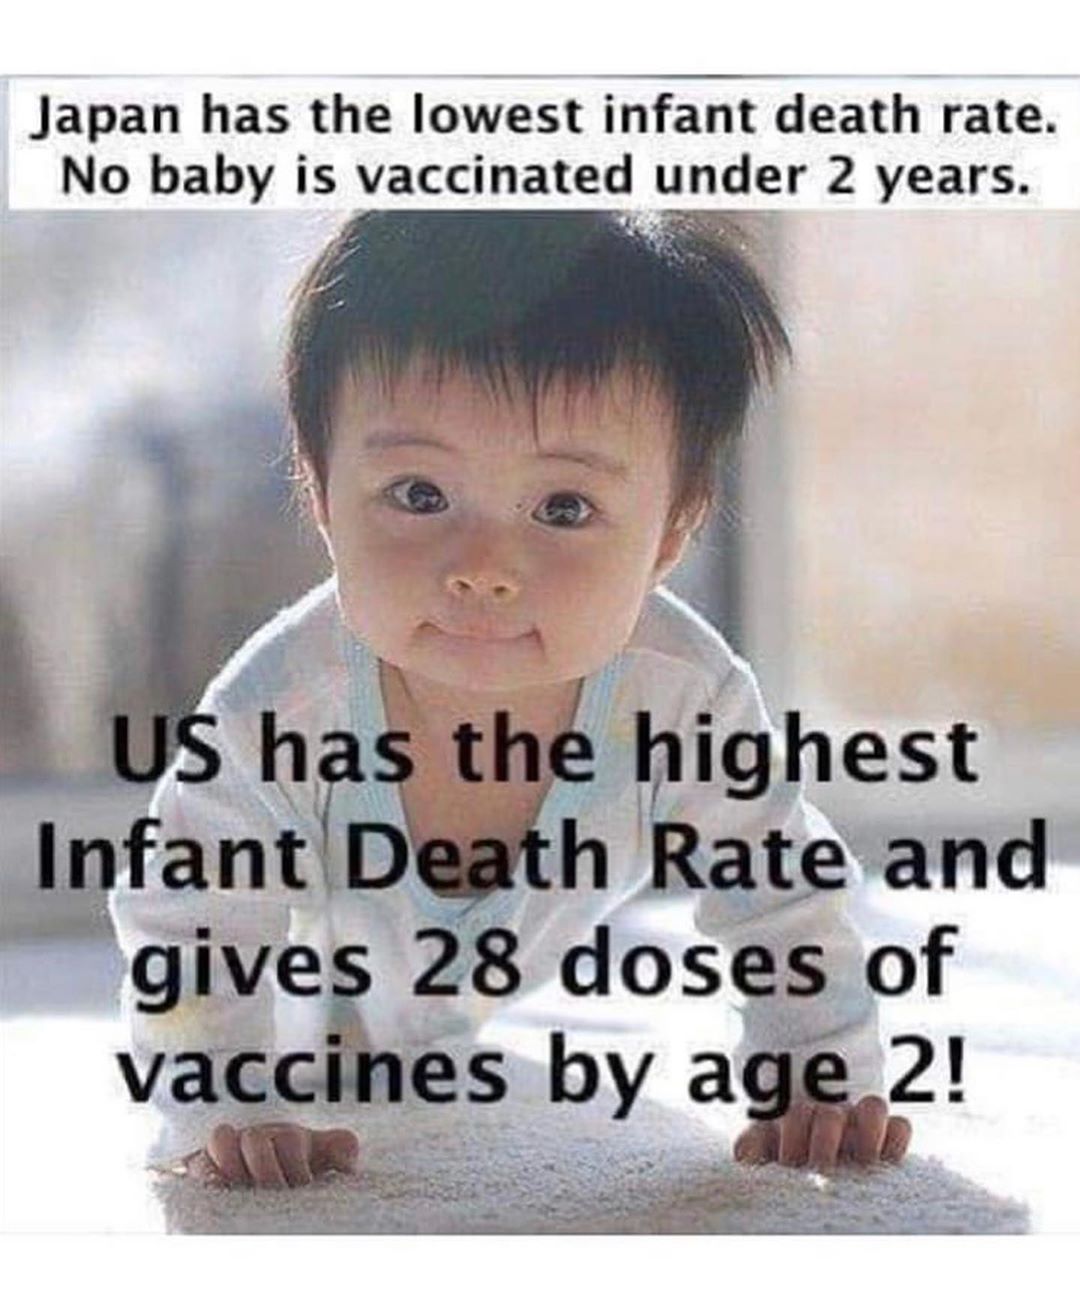 Japan has the lowest infant death rate.
No baby is vaccinated under 2 years.
US has the highest
Infant Death Rate and
gives 28 doses of
vaccines by age 2!